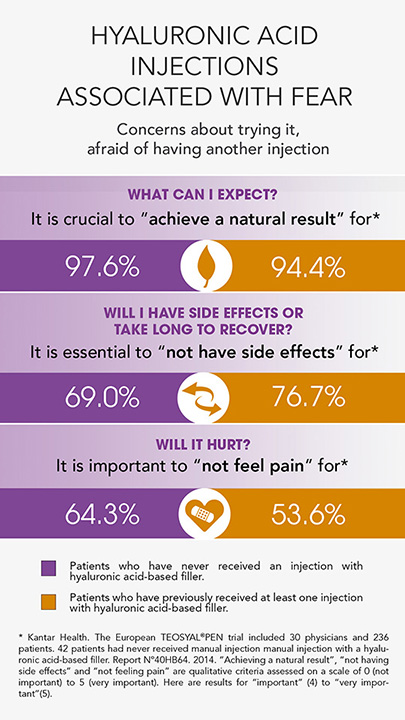 HYALURONIC ACID
INJECTIONS
ASSOCIATED WITH FEAR
Concerns about trying it,
afraid of having another injection
WHAT CAN I EXPECT?
It is crucial to “achieve a natural result” for*
97.6%
94.4%
WILL I HAVE SIDE EFFECTS OR
TAKE LONG TO RECOVER?
It is essential to “not have side effects” for*
69.0%
76.7%
WILL IT HURT?
It is important to “not feel pain” for*
64.3%
53.6%
Patients who have never received an injection with
hyaluronic acid-based filler.
Patients who have previously received at least one injection
with hyaluronic acid-based filler.
* Kantar Health. The European TEOSYAL®PEN trial included 30 physicians and 236
patients. 42 patients had never received manual injection manual injection with a hyalu-
ronic acid-based filler. Report N°40HB64. 2014. “Achieving a natural result”, “not having
side effects” and “not feeling pain” are qualitative criteria assessed on a scale of 0 (not
important) to 5 (very important). Here are results for “important” (4) to “very impor-
tant”(5).